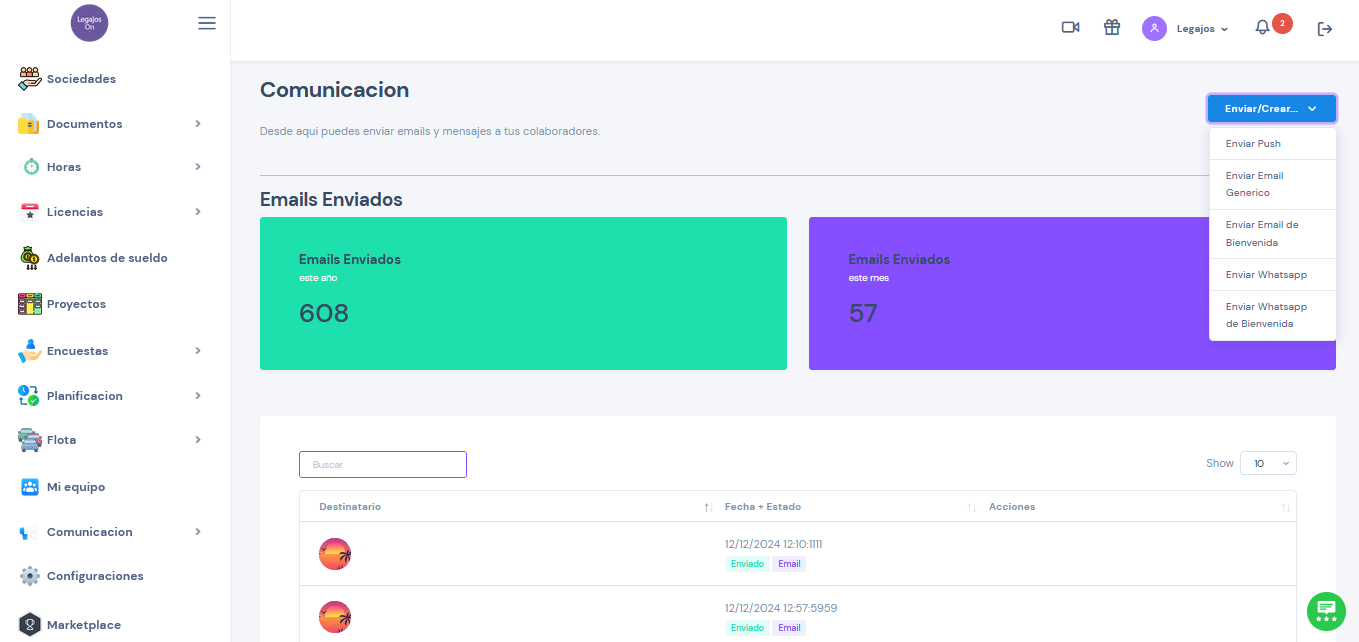 Legajos
On
Legajos
2
Sociedades
Documentos
Horas
Licencias
Adelantos de sueldo
Proyectos
Encuestas
Planificacion
Flota
Mi equipo
Comunicacion
Configuraciones
Marketplace
Comunicacion
Desde aqui puedes enviar emails y mensajes a tus colaboradores.
Enviar/Crear...
Enviar Push
Enviar Email
Generico
Enviar Email de
Bienvenida
Enviar Whatsapp
Enviar Whatsapp
de Bienvenida
Emails Enviados
Emails Enviados
este año
608
Emails Enviados
este mes
57
Buscar
Show 10
Destinatario Fecha + Estado Acciones
12/12/2024 12:10:1111
Enviado Email
12/12/2024 12:57:5959
Enviado Email